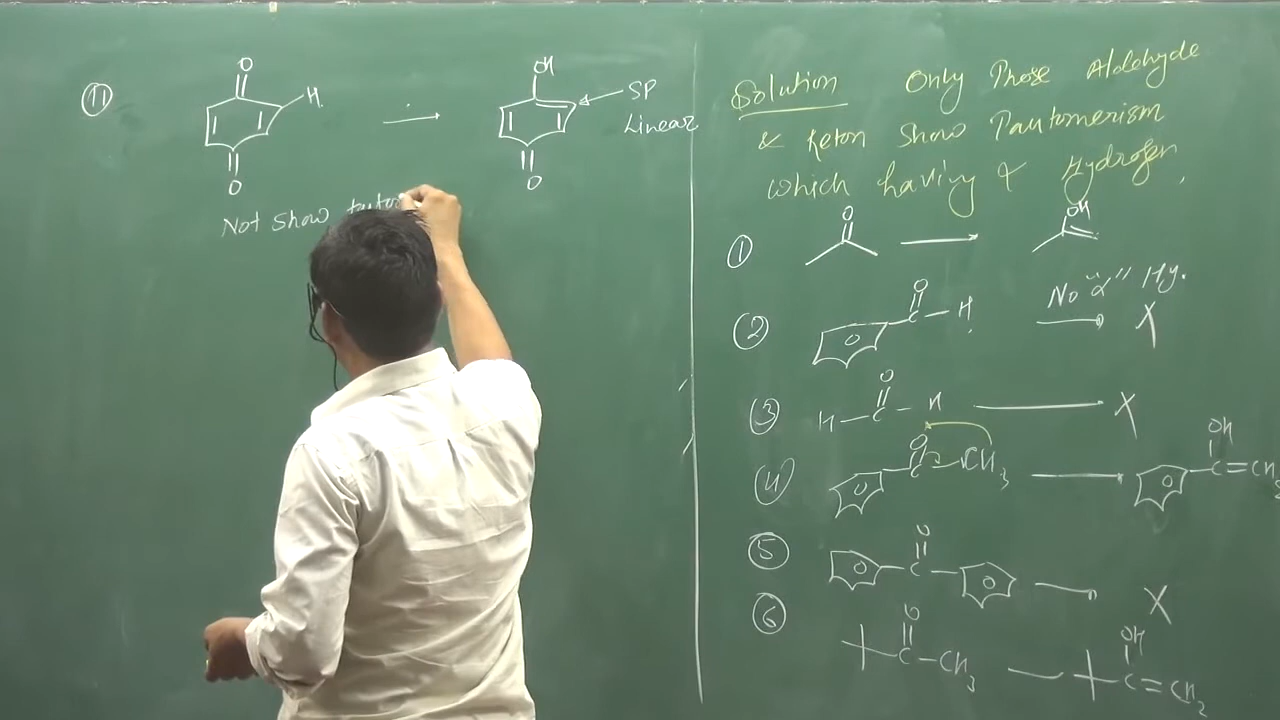 11
O
H
O
OH
SP
Linear
O
Not Show tauto
Solution Only Those Aldehyde
& Keton Show Tautomerism
which having α Hydrogen,
1
O
OH
2
O
C
H
No "α" Hy.
X
3
O
H C H
X
4
O
C CH3
OH
C = CH2
5
O
C
X
6
O
C CH3
OH
C = CH2